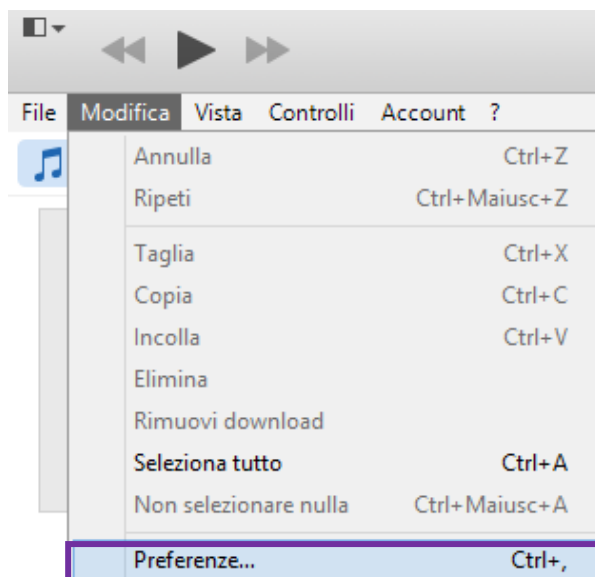 File Modifica Vista Controlli Account ?
Annulla Ctrl+Z
Ripeti Ctrl+Maiusc+Z
Taglia Ctrl+X
Copia Ctrl+C
Incolla Ctrl+V
Elimina
Rimuovi download
Seleziona tutto Ctrl+A
Non selezionare nulla Ctrl+Maiusc+A
Preferenze... Ctrl+,